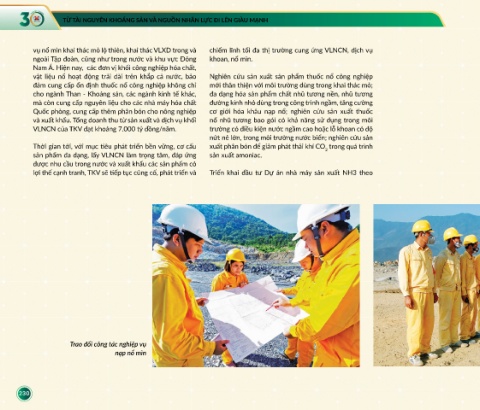 30 TỪ TÀI NGUYÊN KHOÁNG SẢN VÀ NGUỒN NHÂN LỰC ĐI LÊN GIÀU MẠNH
vụ nổ mìn khai thác mỏ lộ thiên, khai thác VLXD trong và
ngoài Tập đoàn, cũng như trong nước và khu vực Đông
Nam Á. Hiện nay, các đơn vị khối công nghiệp hóa chất,
vật liệu nổ hoạt động trải dài trên khắp cả nước, bảo
đảm cung cấp ổn định thuốc nổ công nghiệp không chỉ
cho ngành Than - Khoáng sản, các ngành kinh tế khác,
mà còn cung cấp nguyên liệu cho các nhà máy hóa chất
Quốc phòng, cung cấp thêm phân bón cho nông nghiệp
và xuất khẩu. Tổng doanh thu từ sản xuất và dịch vụ khối
VLNCN của TKV đạt khoảng 7.000 tỷ đồng/năm.
Thời gian tới, với mục tiêu phát triển bền vững, cơ cấu
sản phẩm đa dạng, lấy VLNCN làm trọng tâm, đáp ứng
được nhu cầu trong nước và xuất khẩu các sản phẩm có
lợi thế cạnh tranh, TKV sẽ tiếp tục củng cố, phát triển và
chiếm lĩnh tối đa thị trường cung ứng VLNCN, dịch vụ
khoan, nổ mìn.
Nghiên cứu sản xuất sản phẩm thuốc nổ công nghiệp
mới thân thiện với môi trường dùng trong khai thác mỏ;
đa dạng hóa sản phẩm chất nhũ tương nền, nhũ tương
đường kính nhỏ dùng trong công trình ngầm, tăng cường
cơ giới hóa khâu nạp nổ; nghiên cứu sản xuất thuốc
nổ nhũ tương bao gói có khả năng sử dụng trong môi
trường có điều kiện nước ngầm cao hoặc lỗ khoan có độ
nứt nẻ lớn, trong môi trường nước biển; nghiên cứu sản
xuất phân bón để giảm phát thải khí CO2 trong quá trình
sản xuất amoniac.
Triển khai đầu tư Dự án nhà máy sản xuất NH3 theo
Trao đổi công tác nghiệp vụ
nạp nổ mìn
230